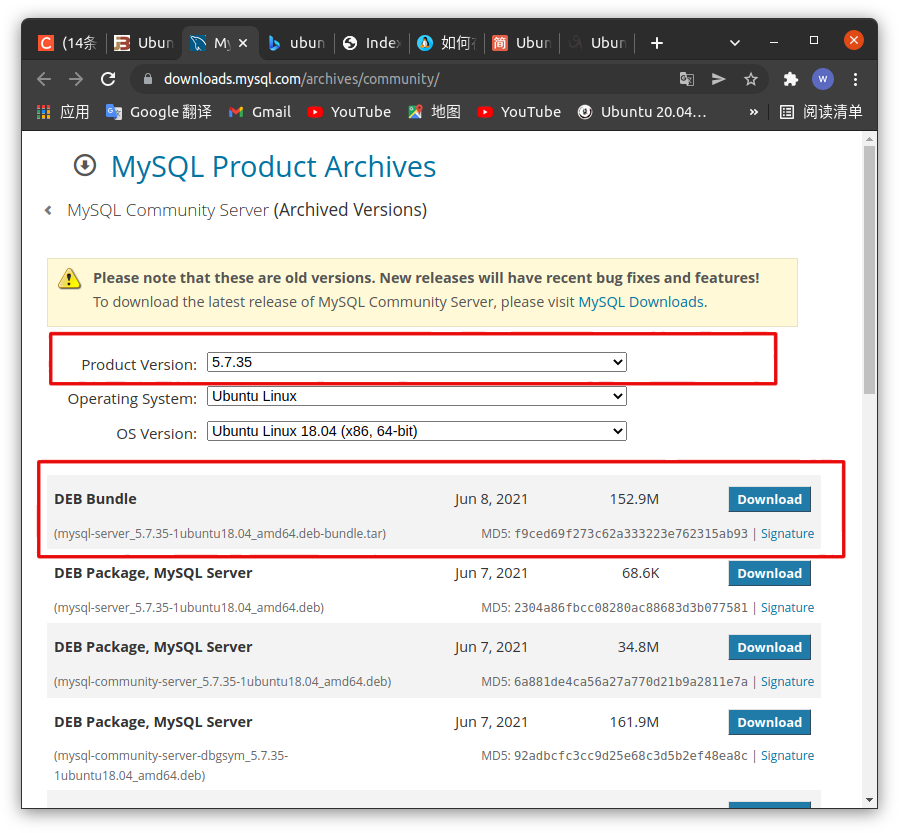 (14条 Ubun My ubun Index 如何 Ubun Ubun
downloads.mysql.com/archives/community/
W
应用 Google 翻译 Gmail YouTube 地图 YouTube Ubuntu 20.04... » 阅读清单
MySQL Product Archives
MySQL Community Server (Archived Versions)
Please note that these are old versions. New releases will have recent bug fixes and features!
To download the latest release of MySQL Community Server, please visit MySQL Downloads.
Product Version: 5.7.35
Operating System: Ubuntu Linux
OS Version: Ubuntu Linux 18.04 (x86, 64-bit)
DEB Bundle Jun 8, 2021 152.9M Download
(mysql-server_5.7.35-1ubuntu18.04_amd64.deb-bundle.tar) MD5: f9ced69f273c62a333223e762315ab93 | Signature
DEB Package, MySQL Server Jun 7, 2021 68.6K Download
(mysql-server_5.7.35-1ubuntu18.04_amd64.deb) MD5: 2304a86fbcc08280ac88683d3b077581 | Signature
DEB Package, MySQL Server Jun 7, 2021 34.8M Download
(mysql-community-server_5.7.35-1ubuntu18.04_amd64.deb) MD5: 6a881de4ca56a27a770d21b9a2811e7a | Signature
DEB Package, MySQL Server Jun 7, 2021 161.9M Download
(mysql-community-server-dbgsym_5.7.35-
1ubuntu18.04_amd64.deb) MD5: 92adbcfc3cc9d25e68c3d5b2ef48ea8c | Signature